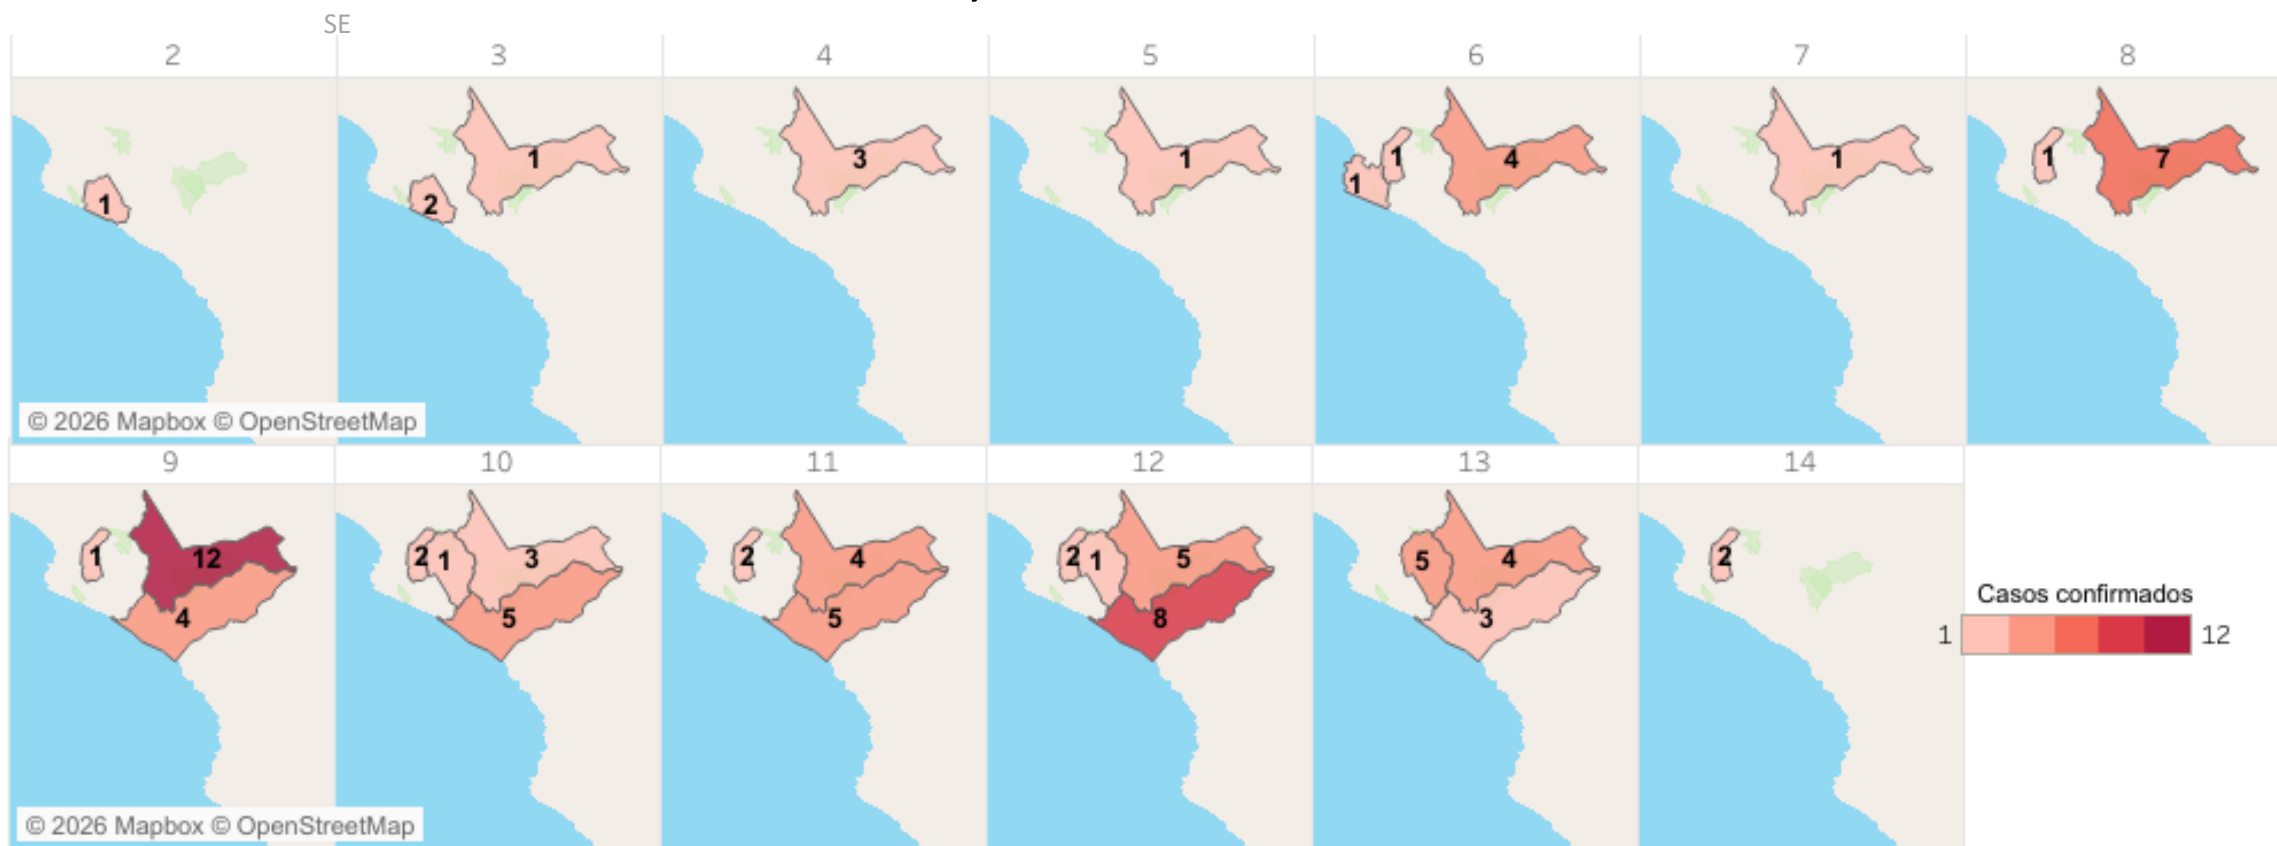 SE
2 3 4 5 6 7 8
1 2 1 3 1 1 1 4 1 1 7
© 2026 Mapbox © OpenStreetMap
9 10 11 12 13 14
1 12 4 2 1 3 5 2 4 5 2 1 5 8 5 4 3 2
Casos confirmados
1 12
© 2026 Mapbox © OpenStreetMap